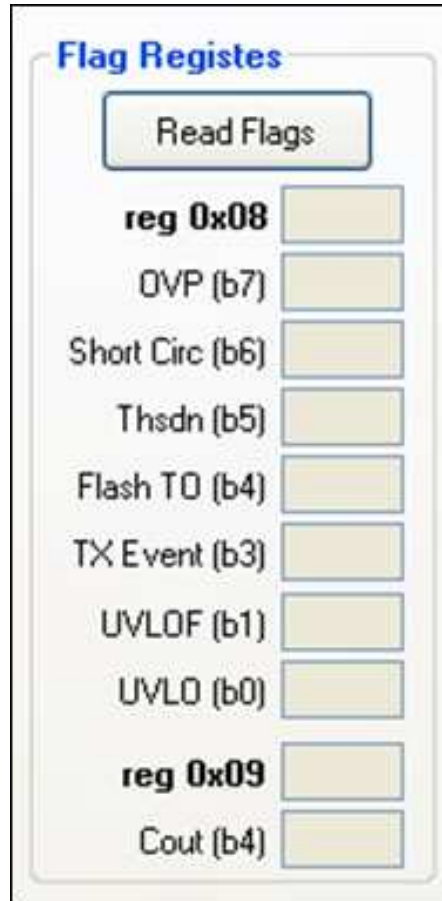 Flag Registes
Read Flags
reg 0x08
OVP (b7)
Short Circ (b6)
Thsdn (b5)
Flash TO (b4)
TX Event (b3)
UVLOF (b1)
UVLO (b0)
reg 0x09
Cout (b4)